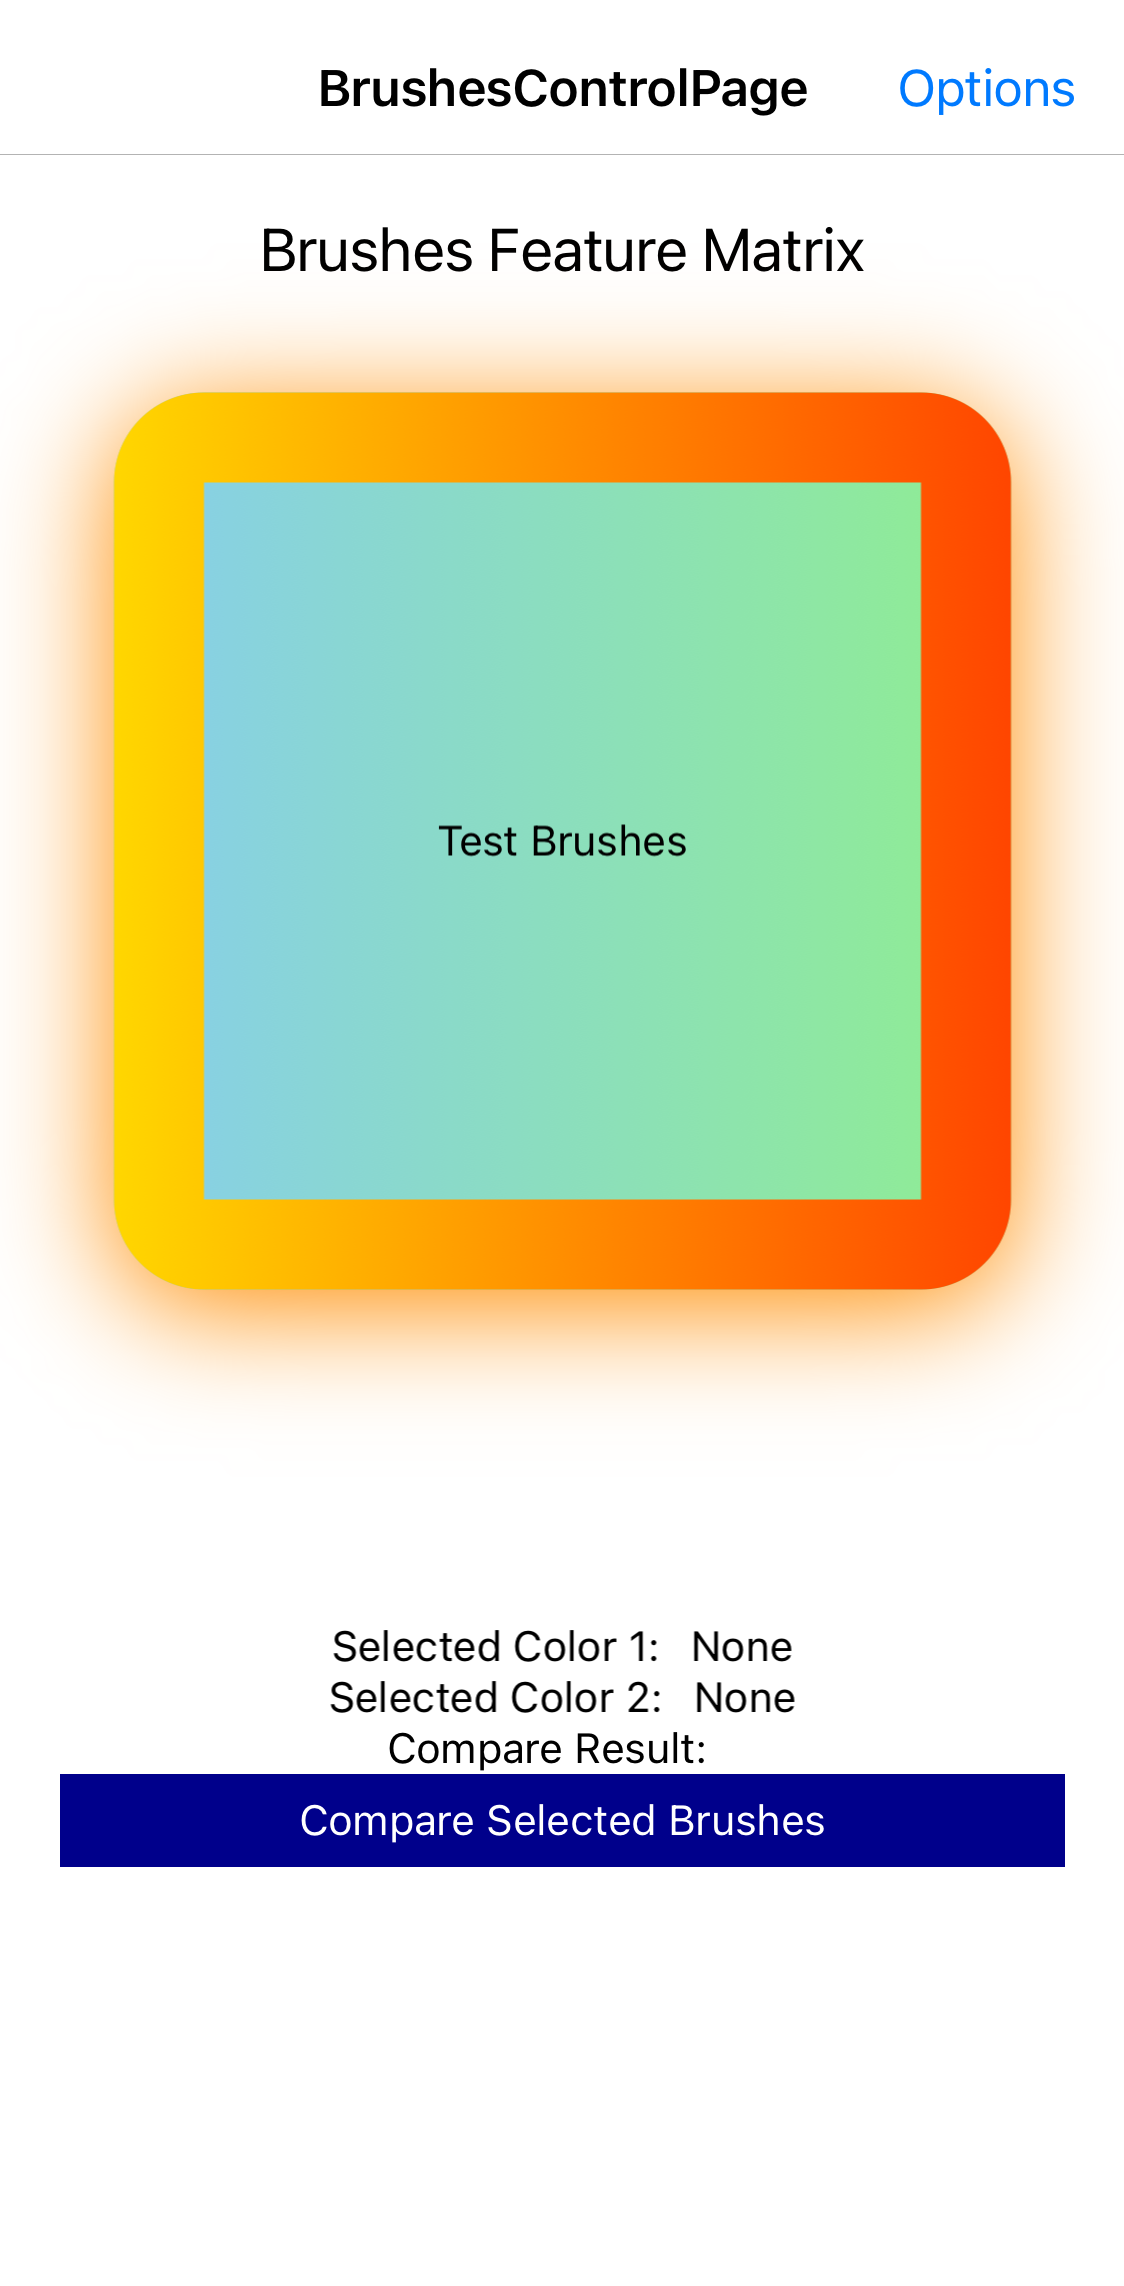 BrushesControlPage
Options
Brushes Feature Matrix
Test Brushes
Selected Color 1: None
Selected Color 2: None
Compare Result:
Compare Selected Brushes